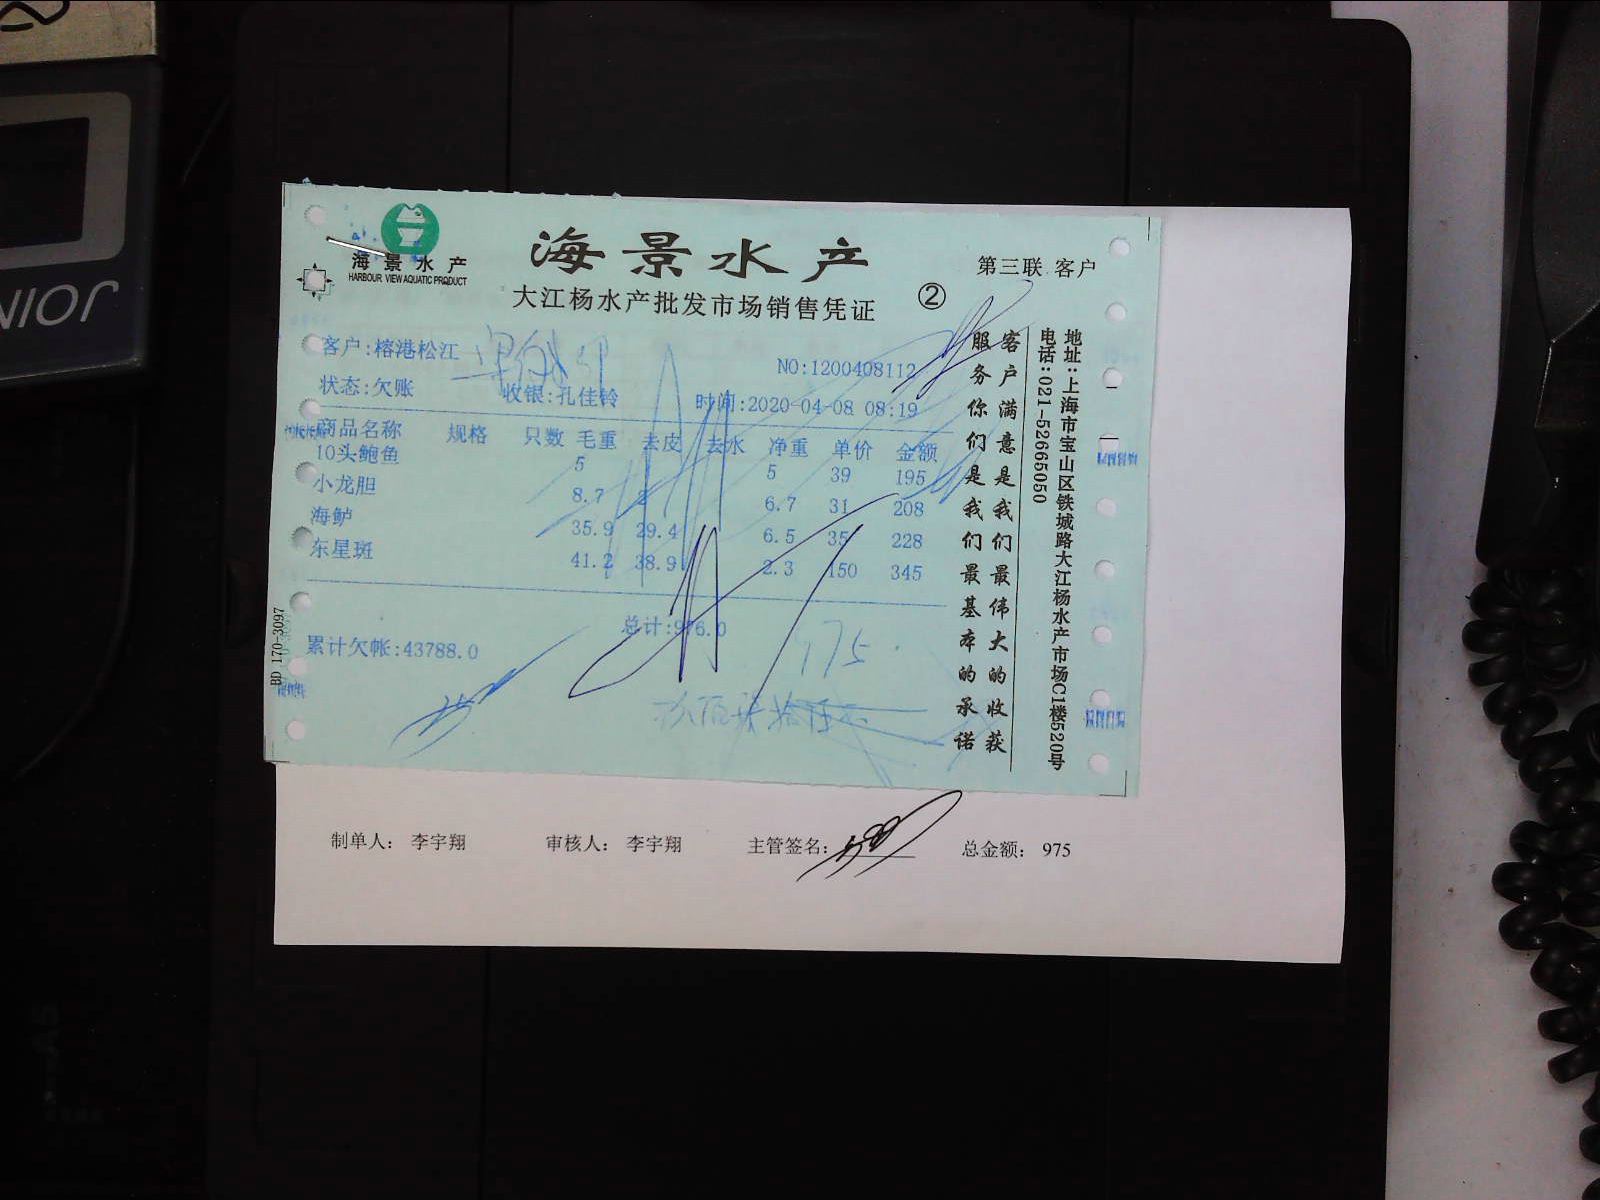 JOIN
海景水产
HARBOUR VIEW AQUATIC PRODUCT
海景水产
大江杨水产批发市场销售凭证
②
第三联 客户
客户:榕港松江
NO:1200408112
状态:欠账 收银:孔佳铃 时间:2020-04-08 08:19
商品名称 规格 只数 毛重 去皮 去水 净重 单价 金额
10头鲍鱼 5 5 39 195
小龙胆 8.7 2 6.7 31 208
海鲈 35.9 29.4 6.5 35 228
东星斑 41.2 38.9 2.3 150 345
总计:976.0
累计欠帐:43788.0
975
BD 170-3097
客户满意是我们最伟大的收获
服务你们是我们最基本的承诺
地址:上海市宝山区铁城路大江杨水产市场C1楼520号
电话:021-52665050
制单人: 李宇翔 审核人: 李宇翔 主管签名: 总金额: 975